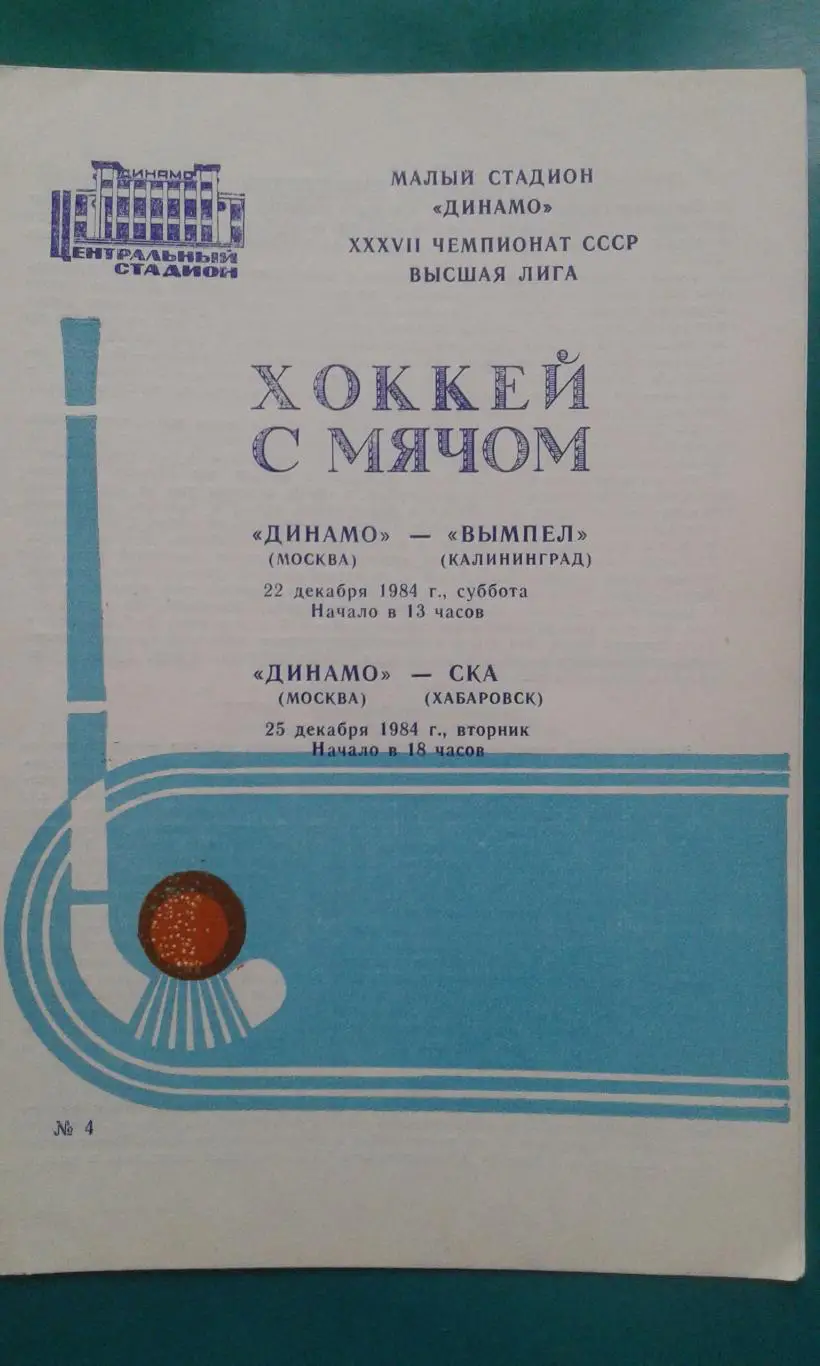 ДИНАМО
ЦЕНТРАЛЬНЫЙ
СТАДИОН
МАЛЫЙ СТАДИОН
«ДИНАМО»
XXXVII ЧЕМПИОНАТ СССР
ВЫСШАЯ ЛИГА
ХОККЕЙ
С МЯЧОМ
«ДИНАМО» — «ВЫМПЕЛ»
(МОСКВА) (КАЛИНИНГРАД)
22 декабря 1984 г., суббота
Начало в 13 часов
«ДИНАМО» — СКА
(МОСКВА) (ХАБАРОВСК)
25 декабря 1984 г., вторник
Начало в 18 часов
№ 4